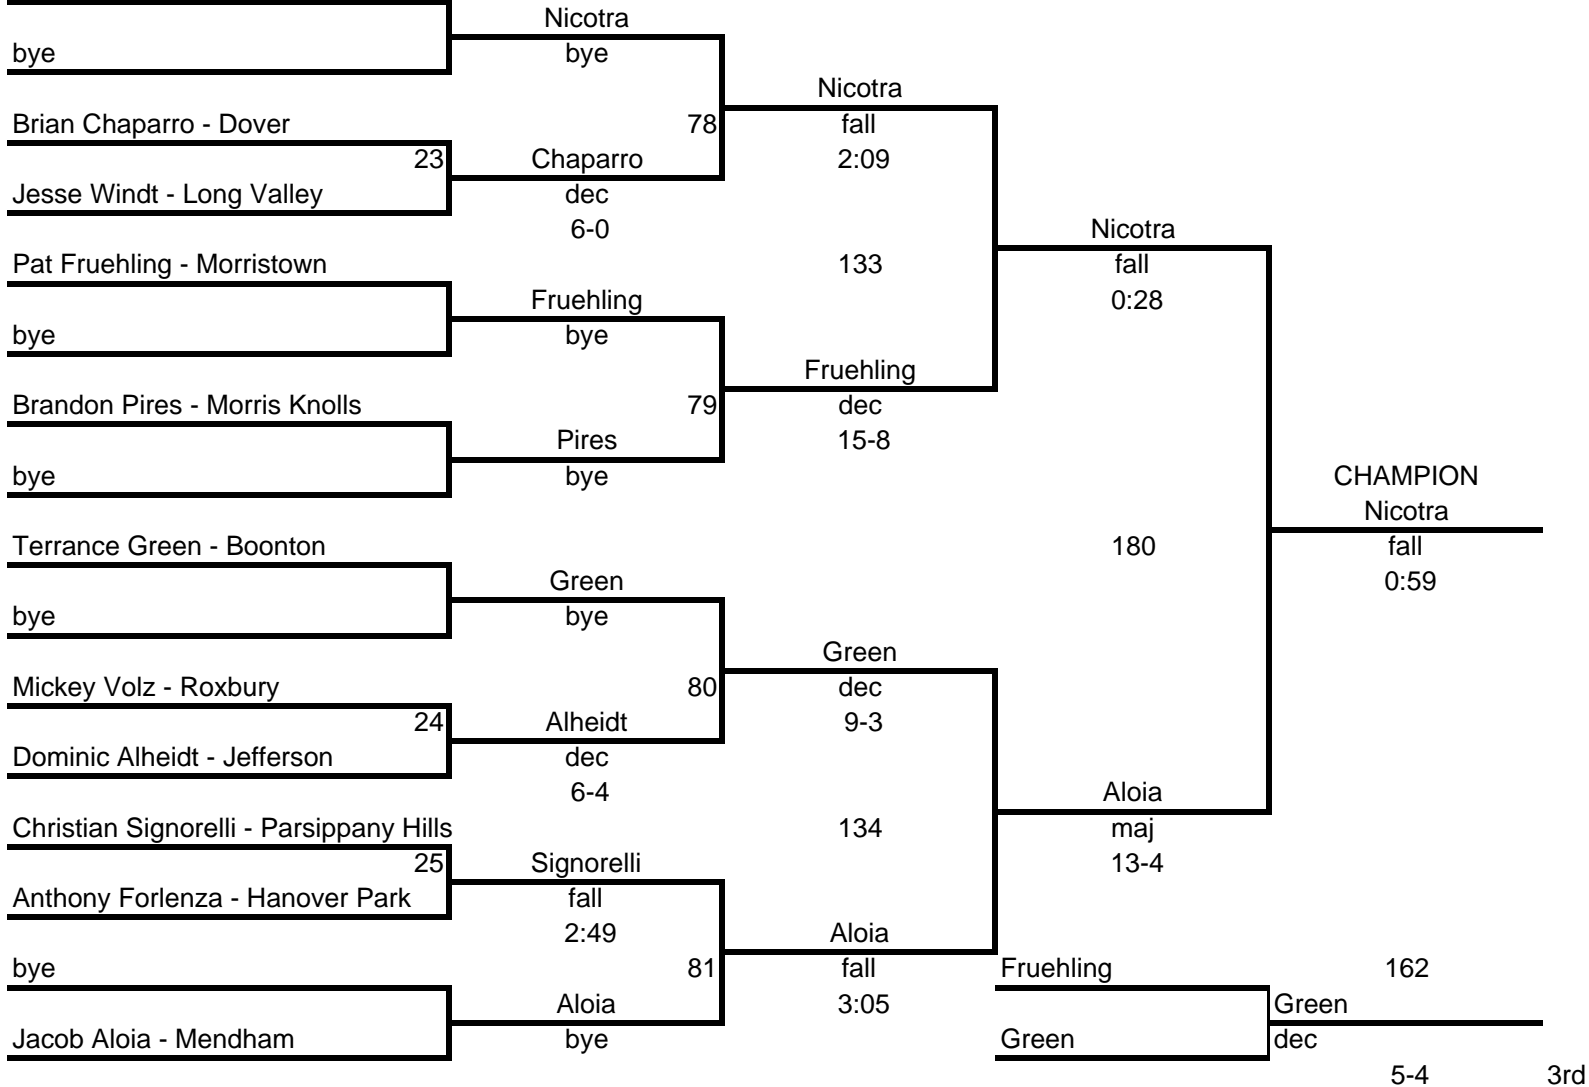 Nicotra
bye
bye
Nicotra
Brian Chaparro - Dover
78
fall
23
Chaparro
2:09
Jesse Windt - Long Valley
dec
6-0
Nicotra
Pat Fruehling - Morristown
133
fall
Fruehling
0:28
bye
bye
Fruehling
Brandon Pires - Morris Knolls
79
dec
Pires
15-8
bye
bye
CHAMPION
Nicotra
Terrance Green - Boonton
180
fall
Green
0:59
bye
bye
Green
Mickey Volz - Roxbury
80
dec
24
Alheidt
9-3
Dominic Alheidt - Jefferson
dec
6-4
Aloia
Christian Signorelli - Parsippany Hills
134
maj
25
Signorelli
13-4
Anthony Forlenza - Hanover Park
fall
2:49
Aloia
bye
81
fall
Fruehling
162
Aloia
3:05
Green
Jacob Aloia - Mendham
bye
Green
dec
5-4
3rd